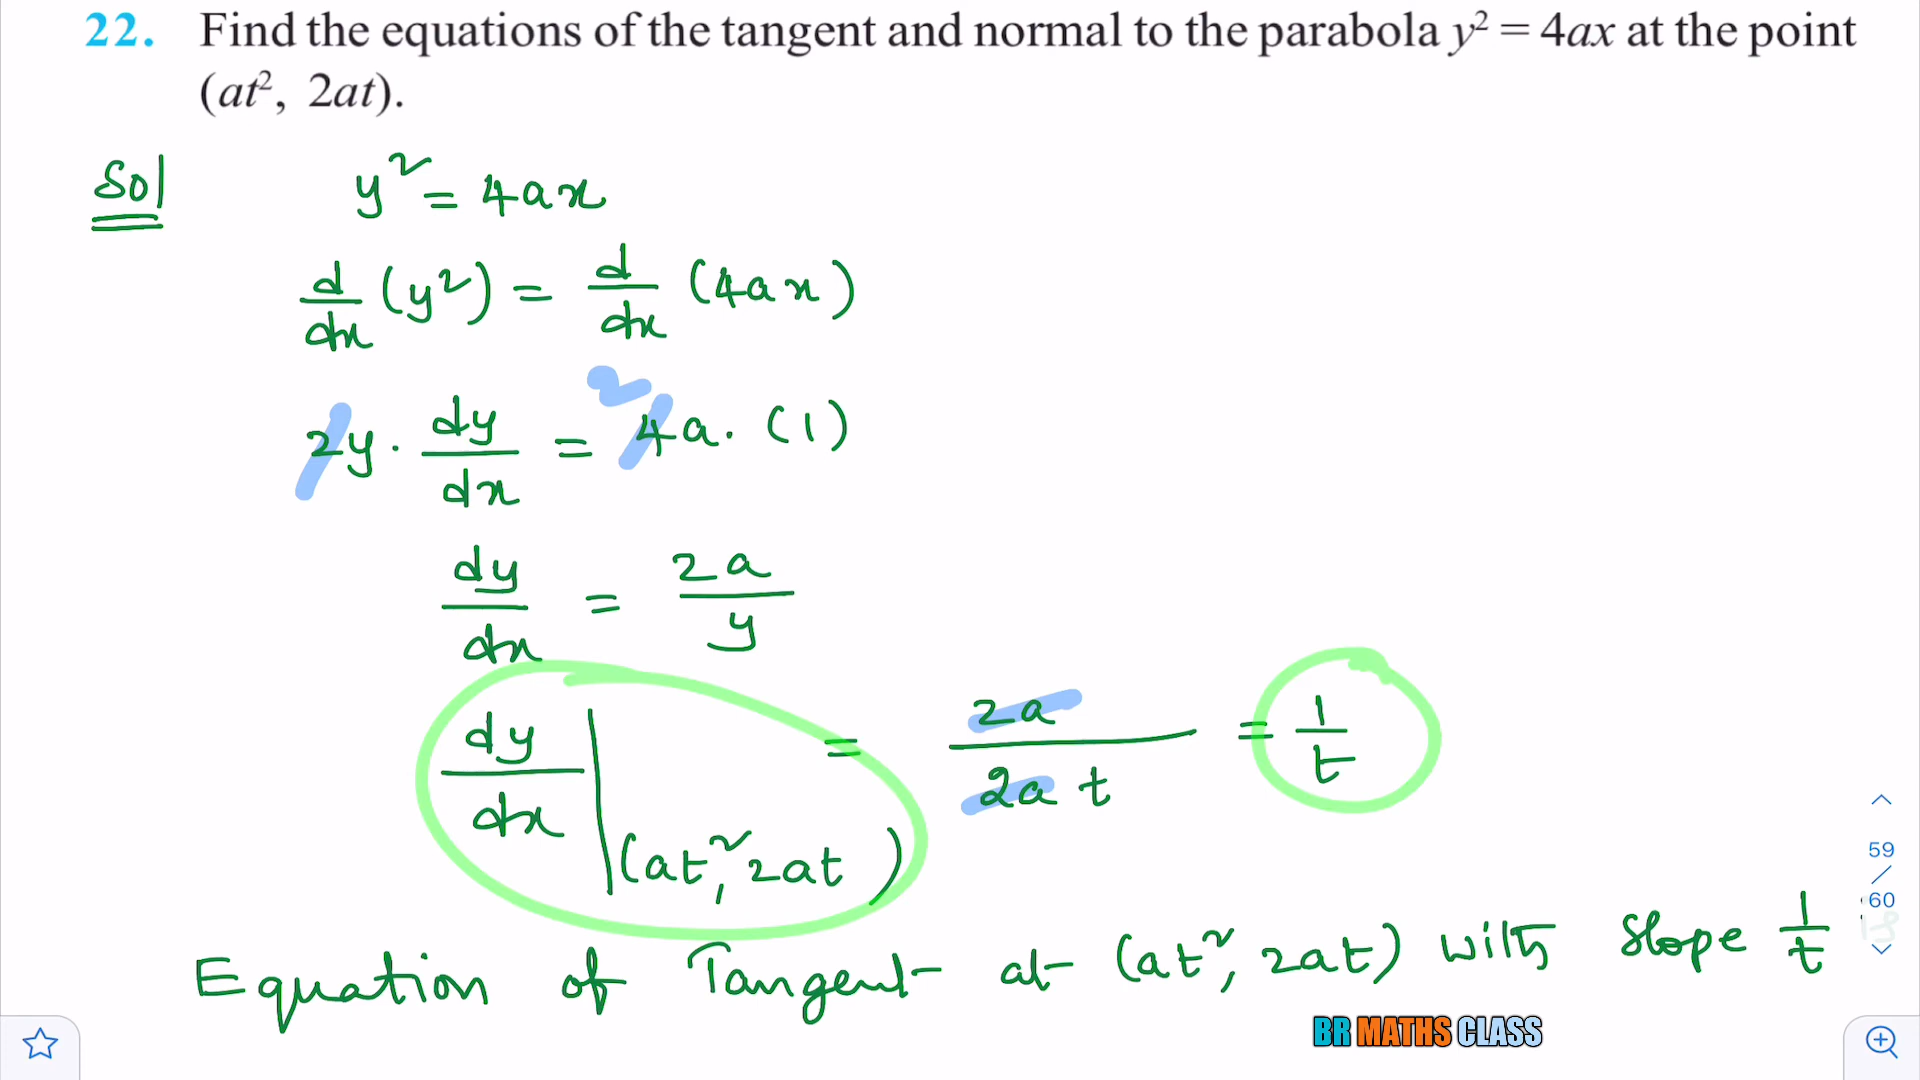 22. Find the equations of the tangent and normal to the parabola y² = 4ax at the point
(at², 2at).
Sol y² = 4ax
d/dx (y²) = d/dx (4ax)
2
2y · dy/dx = 4a · (1)
dy/dx = 2a/y
dy/dx |(at², 2at) = 2a/2at = 1/t
Equation of Tangent at (at², 2at) with slope 1/t
59
/
60
BR MATHS CLASS